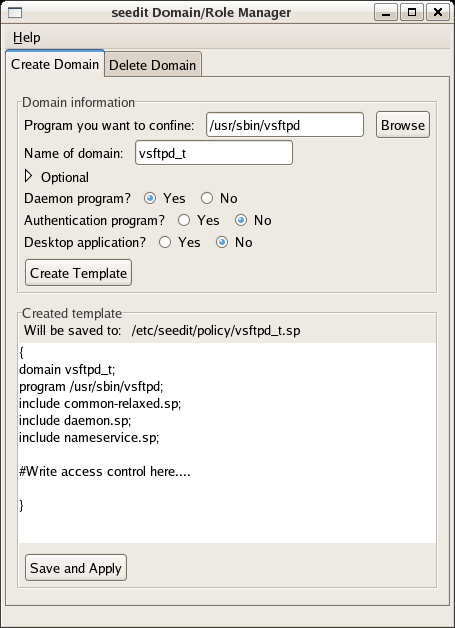 seedit Domain/Role Manager
Help
Create Domain Delete Domain
Domain information
Program you want to confine: /usr/sbin/vsftpd Browse
Name of domain: vsftpd_t
Optional
Daemon program? Yes No
Authentication program? Yes No
Desktop application? Yes No
Create Template
Created template
Will be saved to: /etc/seedit/policy/vsftpd_t.sp
{
domain vsftpd_t;
program /usr/sbin/vsftpd;
include common-relaxed.sp;
include daemon.sp;
include nameservice.sp;
#Write access control here....
}
Save and Apply